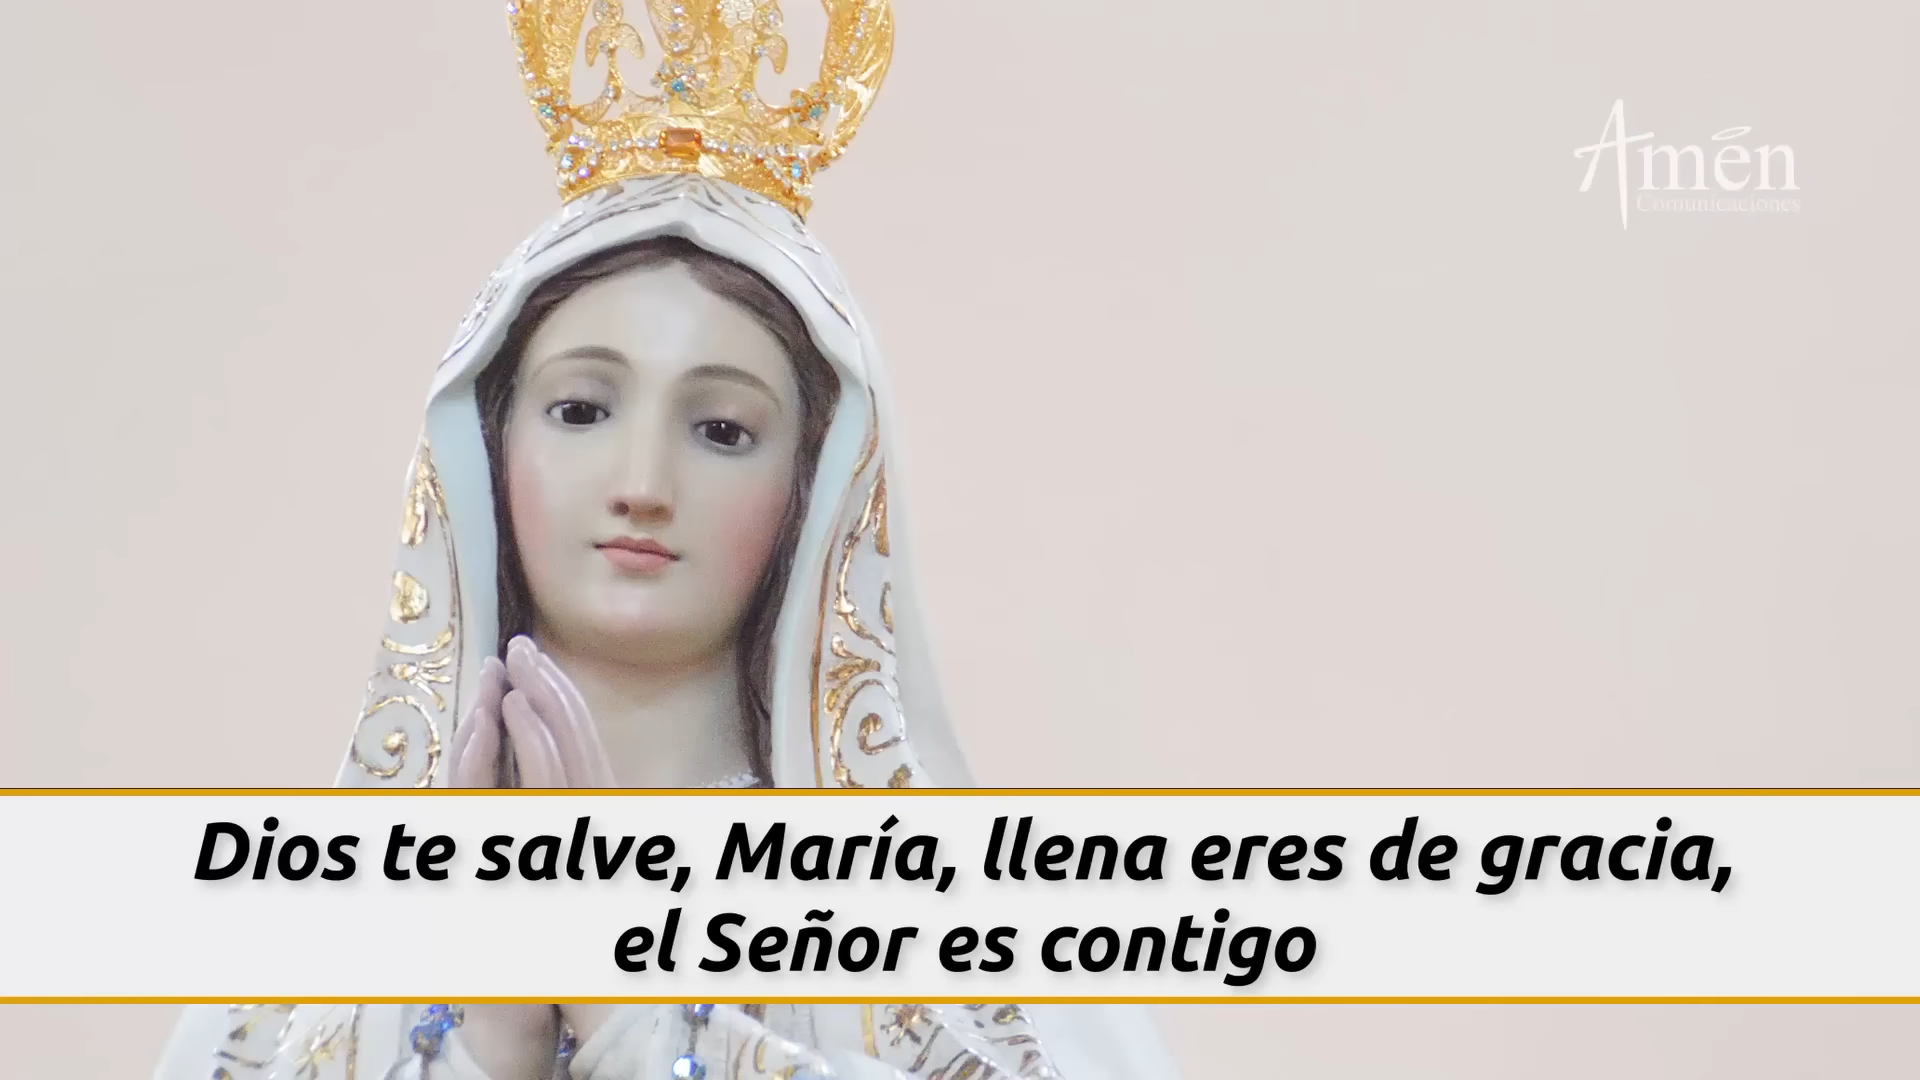 Amén
Comunicaciones
Dios te salve, María, llena eres de gracia,
el Señor es contigo